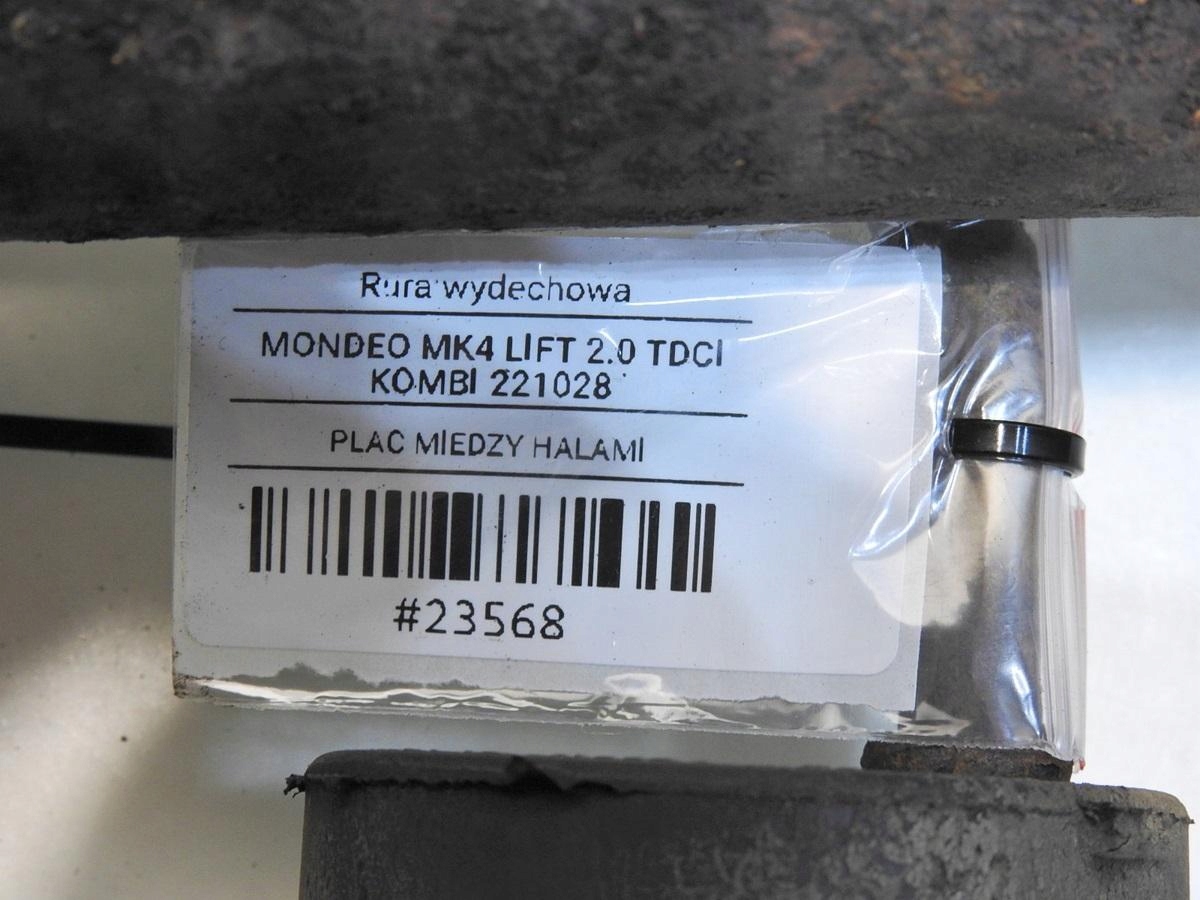 Rura wydechowa
MONDEO MK4 LIFT 2.0 TDCI
KOMBI 221028
PLAC MIEDZY HALAMI
#23568